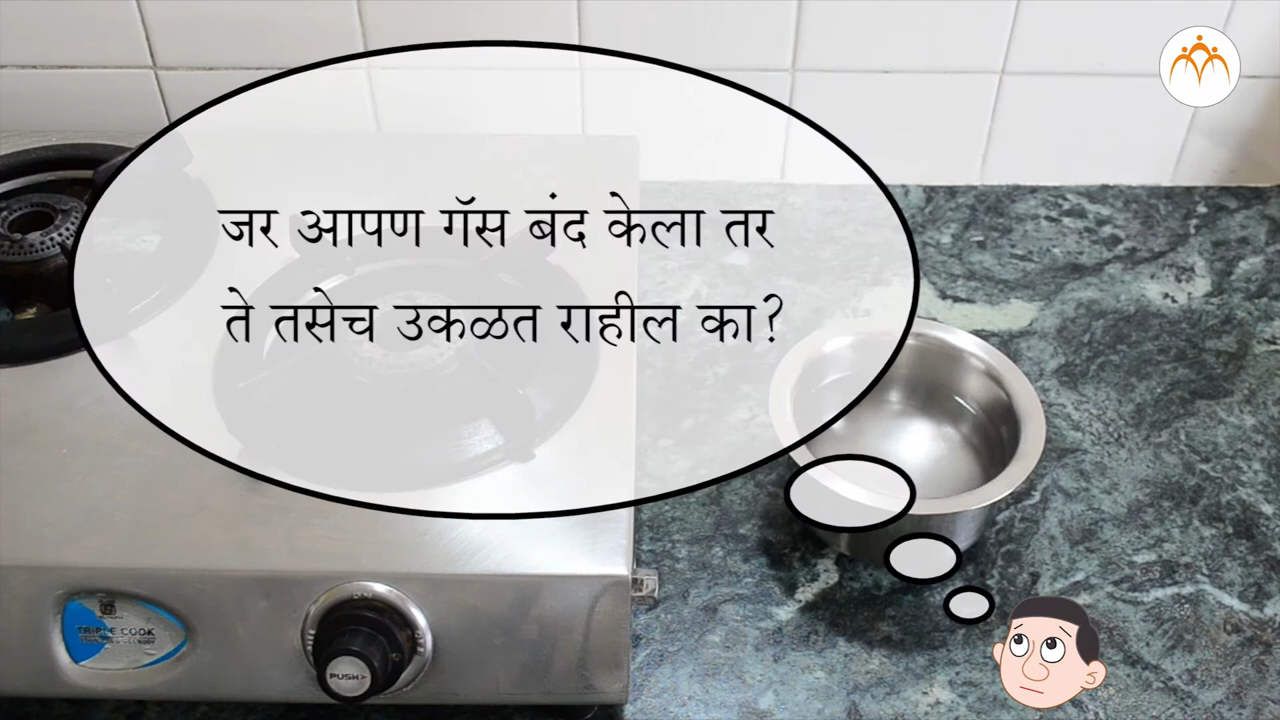 जर आपण गॅस बंद केला तर
ते तसेच उकळत राहील का?
TRIPLE COOK
PUSH>